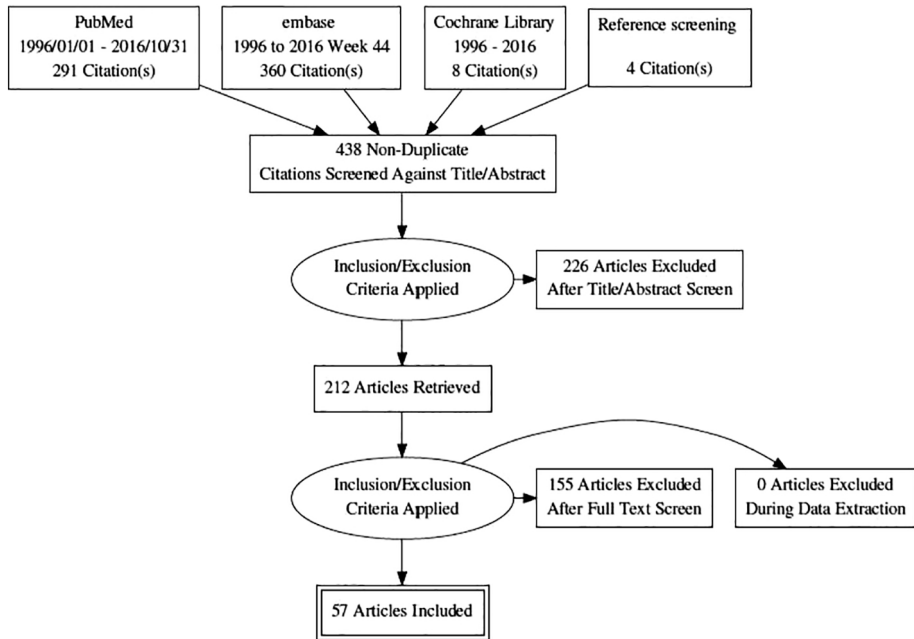 PubMed
1996/01/01 - 2016/10/31
291 Citation(s)
embase
1996 to 2016 Week 44
360 Citation(s)
Cochrane Library
1996 - 2016
8 Citation(s)
Reference screening
4 Citation(s)
438 Non-Duplicate
Citations Screened Against Title/Abstract
Inclusion/Exclusion
Criteria Applied
226 Articles Excluded
After Title/Abstract Screen
212 Articles Retrieved
Inclusion/Exclusion
Criteria Applied
155 Articles Excluded
After Full Text Screen
0 Articles Excluded
During Data Extraction
57 Articles Included